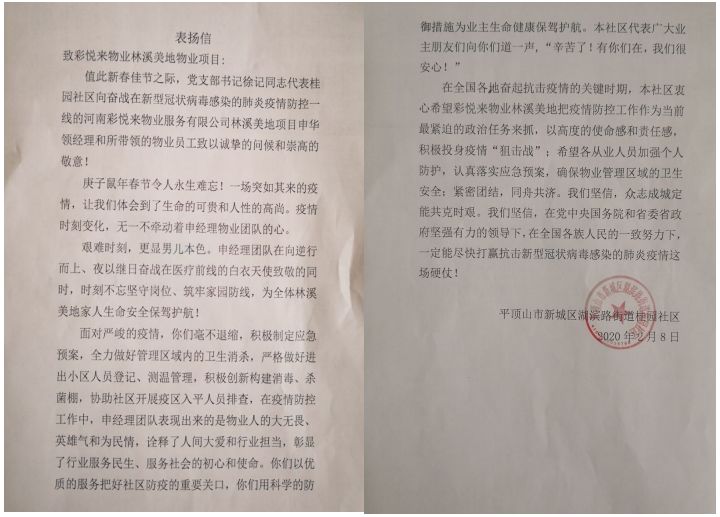 表扬信
致彩悦来物业林溪美地物业项目:
值此新春佳节之际，党支部书记徐记同志代表桂
园社区向奋战在新型冠状病毒感染的肺炎疫情防控一
线的河南彩悦来物业服务有限公司林溪美地项目申华
领经理和所带领的物业员工致以诚挚的问候和崇高的
敬意！
庚子鼠年春节令人永生难忘！一场突如其来的疫
情，让我们体会到了生命的可贵和人性的高尚。疫情
时刻变化，无一不牵动着申经理物业团队的心。
艰难时刻，更显男儿本色。申经理团队在向逆行
而上、夜以继日奋战在医疗前线的白衣天使致敬的同
时，时刻不忘坚守岗位、筑牢家园防线，为全体林溪
美地家人生命安全保驾护航！
面对严峻的疫情，你们毫不退缩，积极制定应急
预案，全力做好管理区域内的卫生消杀，严格做好进
出小区人员登记、测温管理，积极创新构建消毒、杀
菌棚，协助社区开展疫区入平人员排查，在疫情防控
工作中，申经理团队表现出来的是物业人的大无畏、
英雄气和为民情，诠释了人间大爱和行业担当，彰显
了行业服务民生、服务社会的初心和使命。你们以优
质的服务把好社区防疫的重要关口，你们用科学的防
御措施为业主生命健康保驾护航。本社区代表广大业
主朋友们向你们道一声，“辛苦了！有你们在，我们很
安心！”
在全国各地奋起抗击疫情的关键时期，本社区衷
心希望彩悦来物业林溪美地把疫情防控工作作为当前
最紧迫的政治任务来抓，以高度的使命感和责任感，
积极投身疫情“狙击战”；希望各从业人员加强个人
防护，认真落实应急预案，确保物业管理区域的卫生
安全；紧密团结，同舟共济。我们坚信，众志成城定
能共克时艰。我们坚信，在党中央国务院和省委省政
府坚强有力的领导下，在全国各族人民的一致努力下，
一定能尽快打赢抗击新型冠状病毒感染的肺炎疫情这
场硬仗！
平顶山市新城区湖滨路街道桂园社区
2020年2月8日